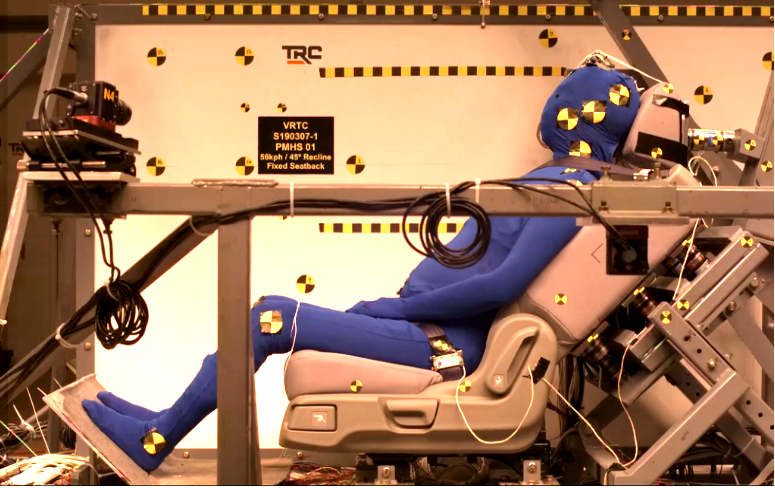 TRC
VRTC
S190307-1
PMHS 01
56kph / 45° Recline
Fixed Seatback